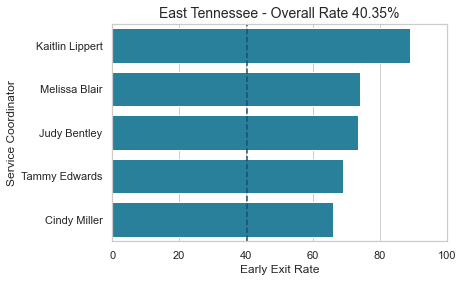 East Tennessee - Overall Rate 40.35%
Service Coordinator
Kaitlin Lippert
Melissa Blair
Judy Bentley
Tammy Edwards
Cindy Miller
0 20 40 60 80 100
Early Exit Rate